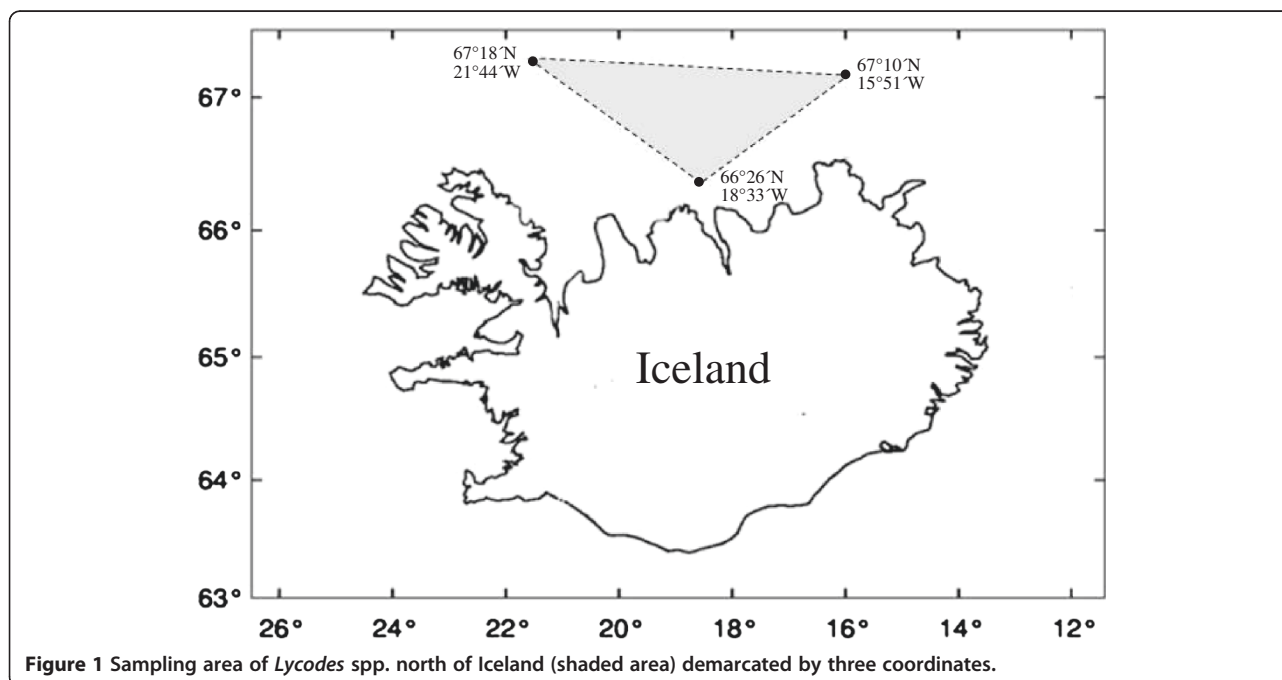 67°18´N
21°44´W
67°10´N
15°51´W
67°
66°26´N
18°33´W
66°
65°
Iceland
64°
63°
26° 24° 22° 20° 18° 16° 14° 12°
Figure 1 Sampling area of Lycodes spp. north of Iceland (shaded area) demarcated by three coordinates.